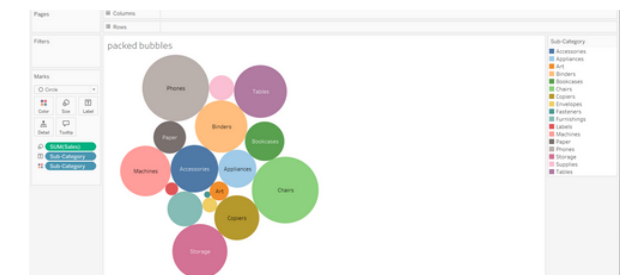 Pages
Columns
Rows
Filters
Marks
Circle
Color
Size
Label
Detail
Tooltip
SUM(Sales)
Sub-Category
Sub-Category
packed bubbles
Phones
Tables
Binders
Paper
Bookcases
Machines
Accessories
Appliances
Art
Chairs
Copiers
Storage
Sub-Category
Accessories
Appliances
Art
Binders
Bookcases
Chairs
Copiers
Envelopes
Fasteners
Furnishings
Labels
Machines
Paper
Phones
Storage
Supplies
Tables